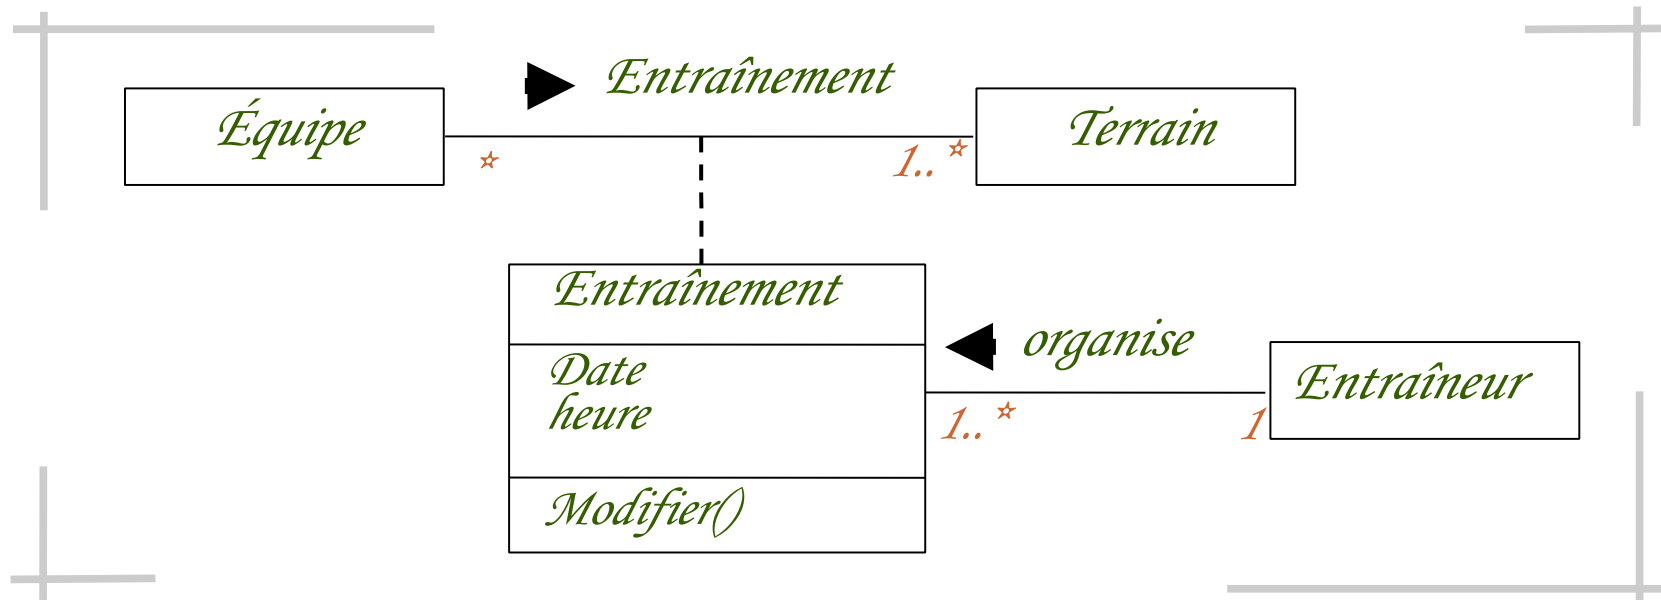 Entraînement
Équipe
Terrain
*
1..*
Entraînement
Date
heure
Modifier()
organise
Entraîneur
1..*
1